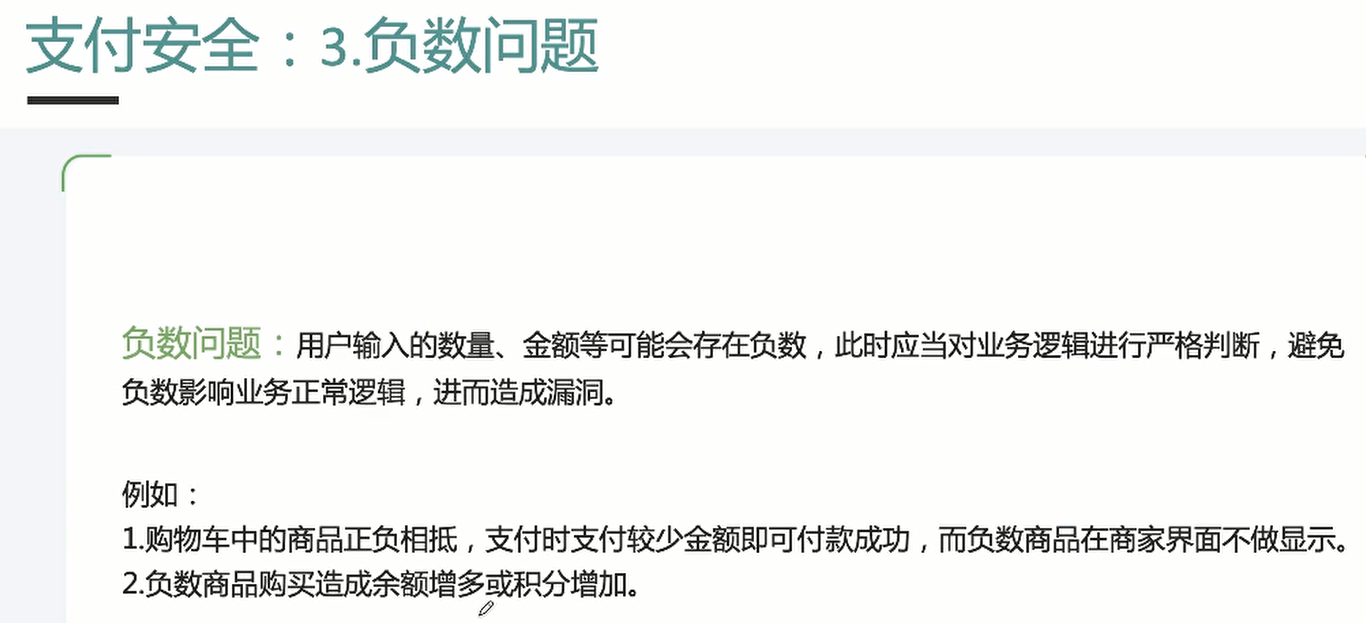 支付安全：3.负数问题
负数问题：用户输入的数量、金额等可能会存在负数，此时应当对业务逻辑进行严格判断，避免
负数影响业务正常逻辑，进而造成漏洞。
例如：
1.购物车中的商品正负相抵，支付时支付较少金额即可付款成功，而负数商品在商家界面不做显示。
2.负数商品购买造成余额增多或积分增加。